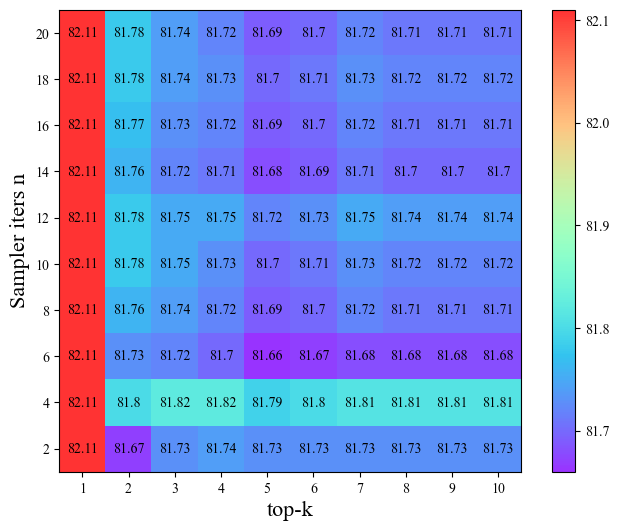 20 82.11 81.78 81.74 81.72 81.69 81.7 81.72 81.71 81.71 81.71
18 82.11 81.78 81.74 81.73 81.7 81.71 81.73 81.72 81.72 81.72
16 82.11 81.77 81.73 81.72 81.69 81.7 81.72 81.71 81.71 81.71
14 82.11 81.76 81.72 81.71 81.68 81.69 81.71 81.7 81.7 81.7
12 82.11 81.78 81.75 81.75 81.72 81.73 81.75 81.74 81.74 81.74
10 82.11 81.78 81.75 81.73 81.7 81.71 81.73 81.72 81.72 81.72
8 82.11 81.76 81.74 81.72 81.69 81.7 81.72 81.71 81.71 81.71
6 82.11 81.73 81.72 81.7 81.66 81.67 81.68 81.68 81.68 81.68
4 82.11 81.8 81.82 81.82 81.79 81.8 81.81 81.81 81.81 81.81
2 82.11 81.67 81.73 81.74 81.73 81.73 81.73 81.73 81.73 81.73
1 2 3 4 5 6 7 8 9 10
top-k
Sampler iters n
82.1
82.0
81.9
81.8
81.7